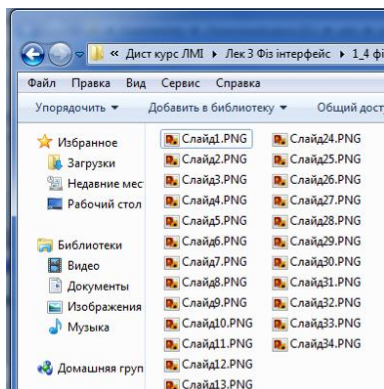 « Дист курс ЛМІ ▸ Лек 3 Фіз інтерфейс ▸ 1_4
Файл Правка Вид Сервис Справка
Упорядочить Добавить в библиотеку Общий
Избранное
Загрузки
Недавние
Рабочий стол
Библиотеки
Видео
Документы
Изображения
Музыка
Домашняя
Слайд1.PNG
Слайд2.PNG
Слайд3.PNG
Слайд4.PNG
Слайд5.PNG
Слайд6.PNG
Слайд7.PNG
Слайд8.PNG
Слайд9.PNG
Слайд10.PNG
Слайд11.PNG
Слайд12.PNG
Слайд13.PNG
Слайд24.PNG
Слайд25.PNG
Слайд26.PNG
Слайд27.PNG
Слайд28.PNG
Слайд29.PNG
Слайд30.PNG
Слайд31.PNG
Слайд32.PNG
Слайд33.PNG
Слайд34.PNG